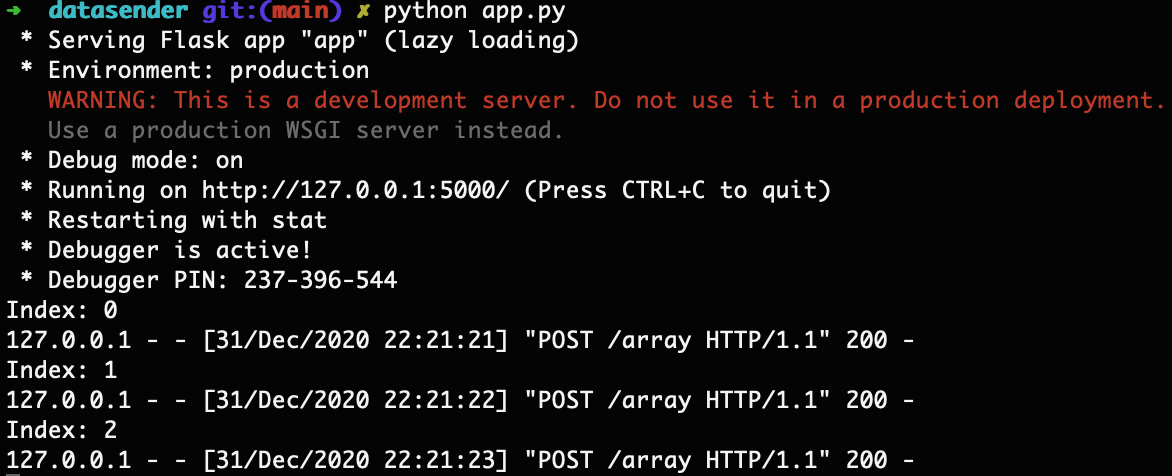 ➜  datasender git:(main) ✗ python app.py
 * Serving Flask app "app" (lazy loading)
 * Environment: production
   WARNING: This is a development server. Do not use it in a production deployment.
   Use a production WSGI server instead.
 * Debug mode: on
 * Running on http://127.0.0.1:5000/ (Press CTRL+C to quit)
 * Restarting with stat
 * Debugger is active!
 * Debugger PIN: 237-396-544
Index: 0
127.0.0.1 - - [31/Dec/2020 22:21:21] "POST /array HTTP/1.1" 200 -
Index: 1
127.0.0.1 - - [31/Dec/2020 22:21:22] "POST /array HTTP/1.1" 200 -
Index: 2
127.0.0.1 - - [31/Dec/2020 22:21:23] "POST /array HTTP/1.1" 200 -